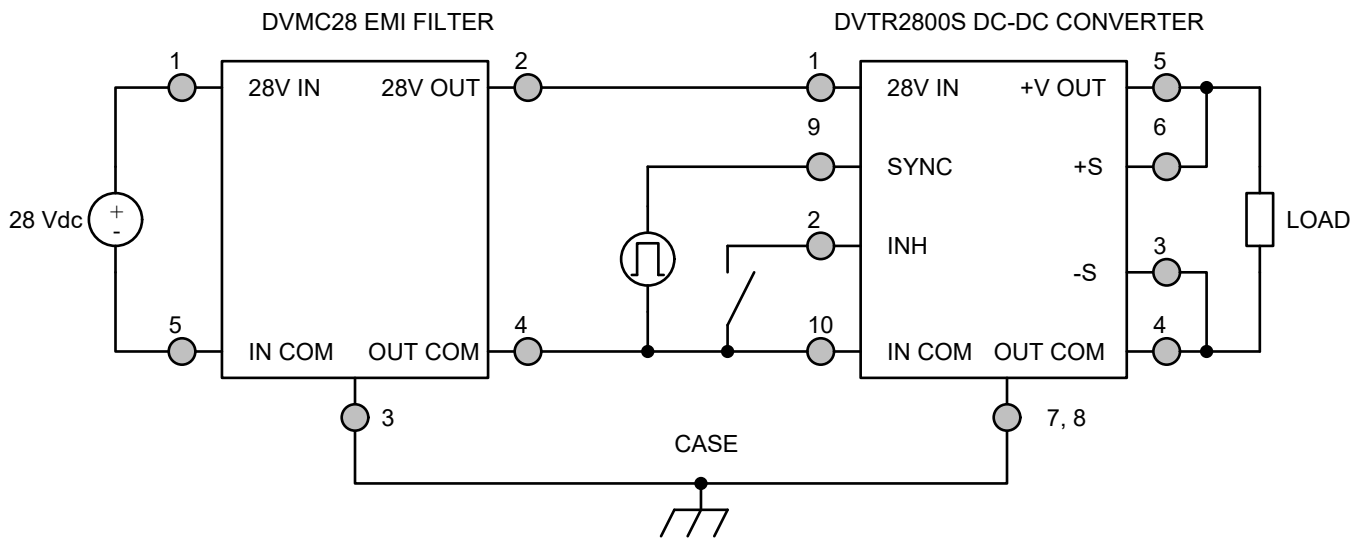 DVMC28 EMI FILTER
DVTR2800S DC-DC CONVERTER
1
2
1
5
28V IN
28V OUT
28V IN
+V OUT
9
6
SYNC
+S
28 Vdc
+
-
2
LOAD
INH
3
-S
5
4
10
4
IN COM
OUT COM
IN COM
OUT COM
3
7, 8
CASE